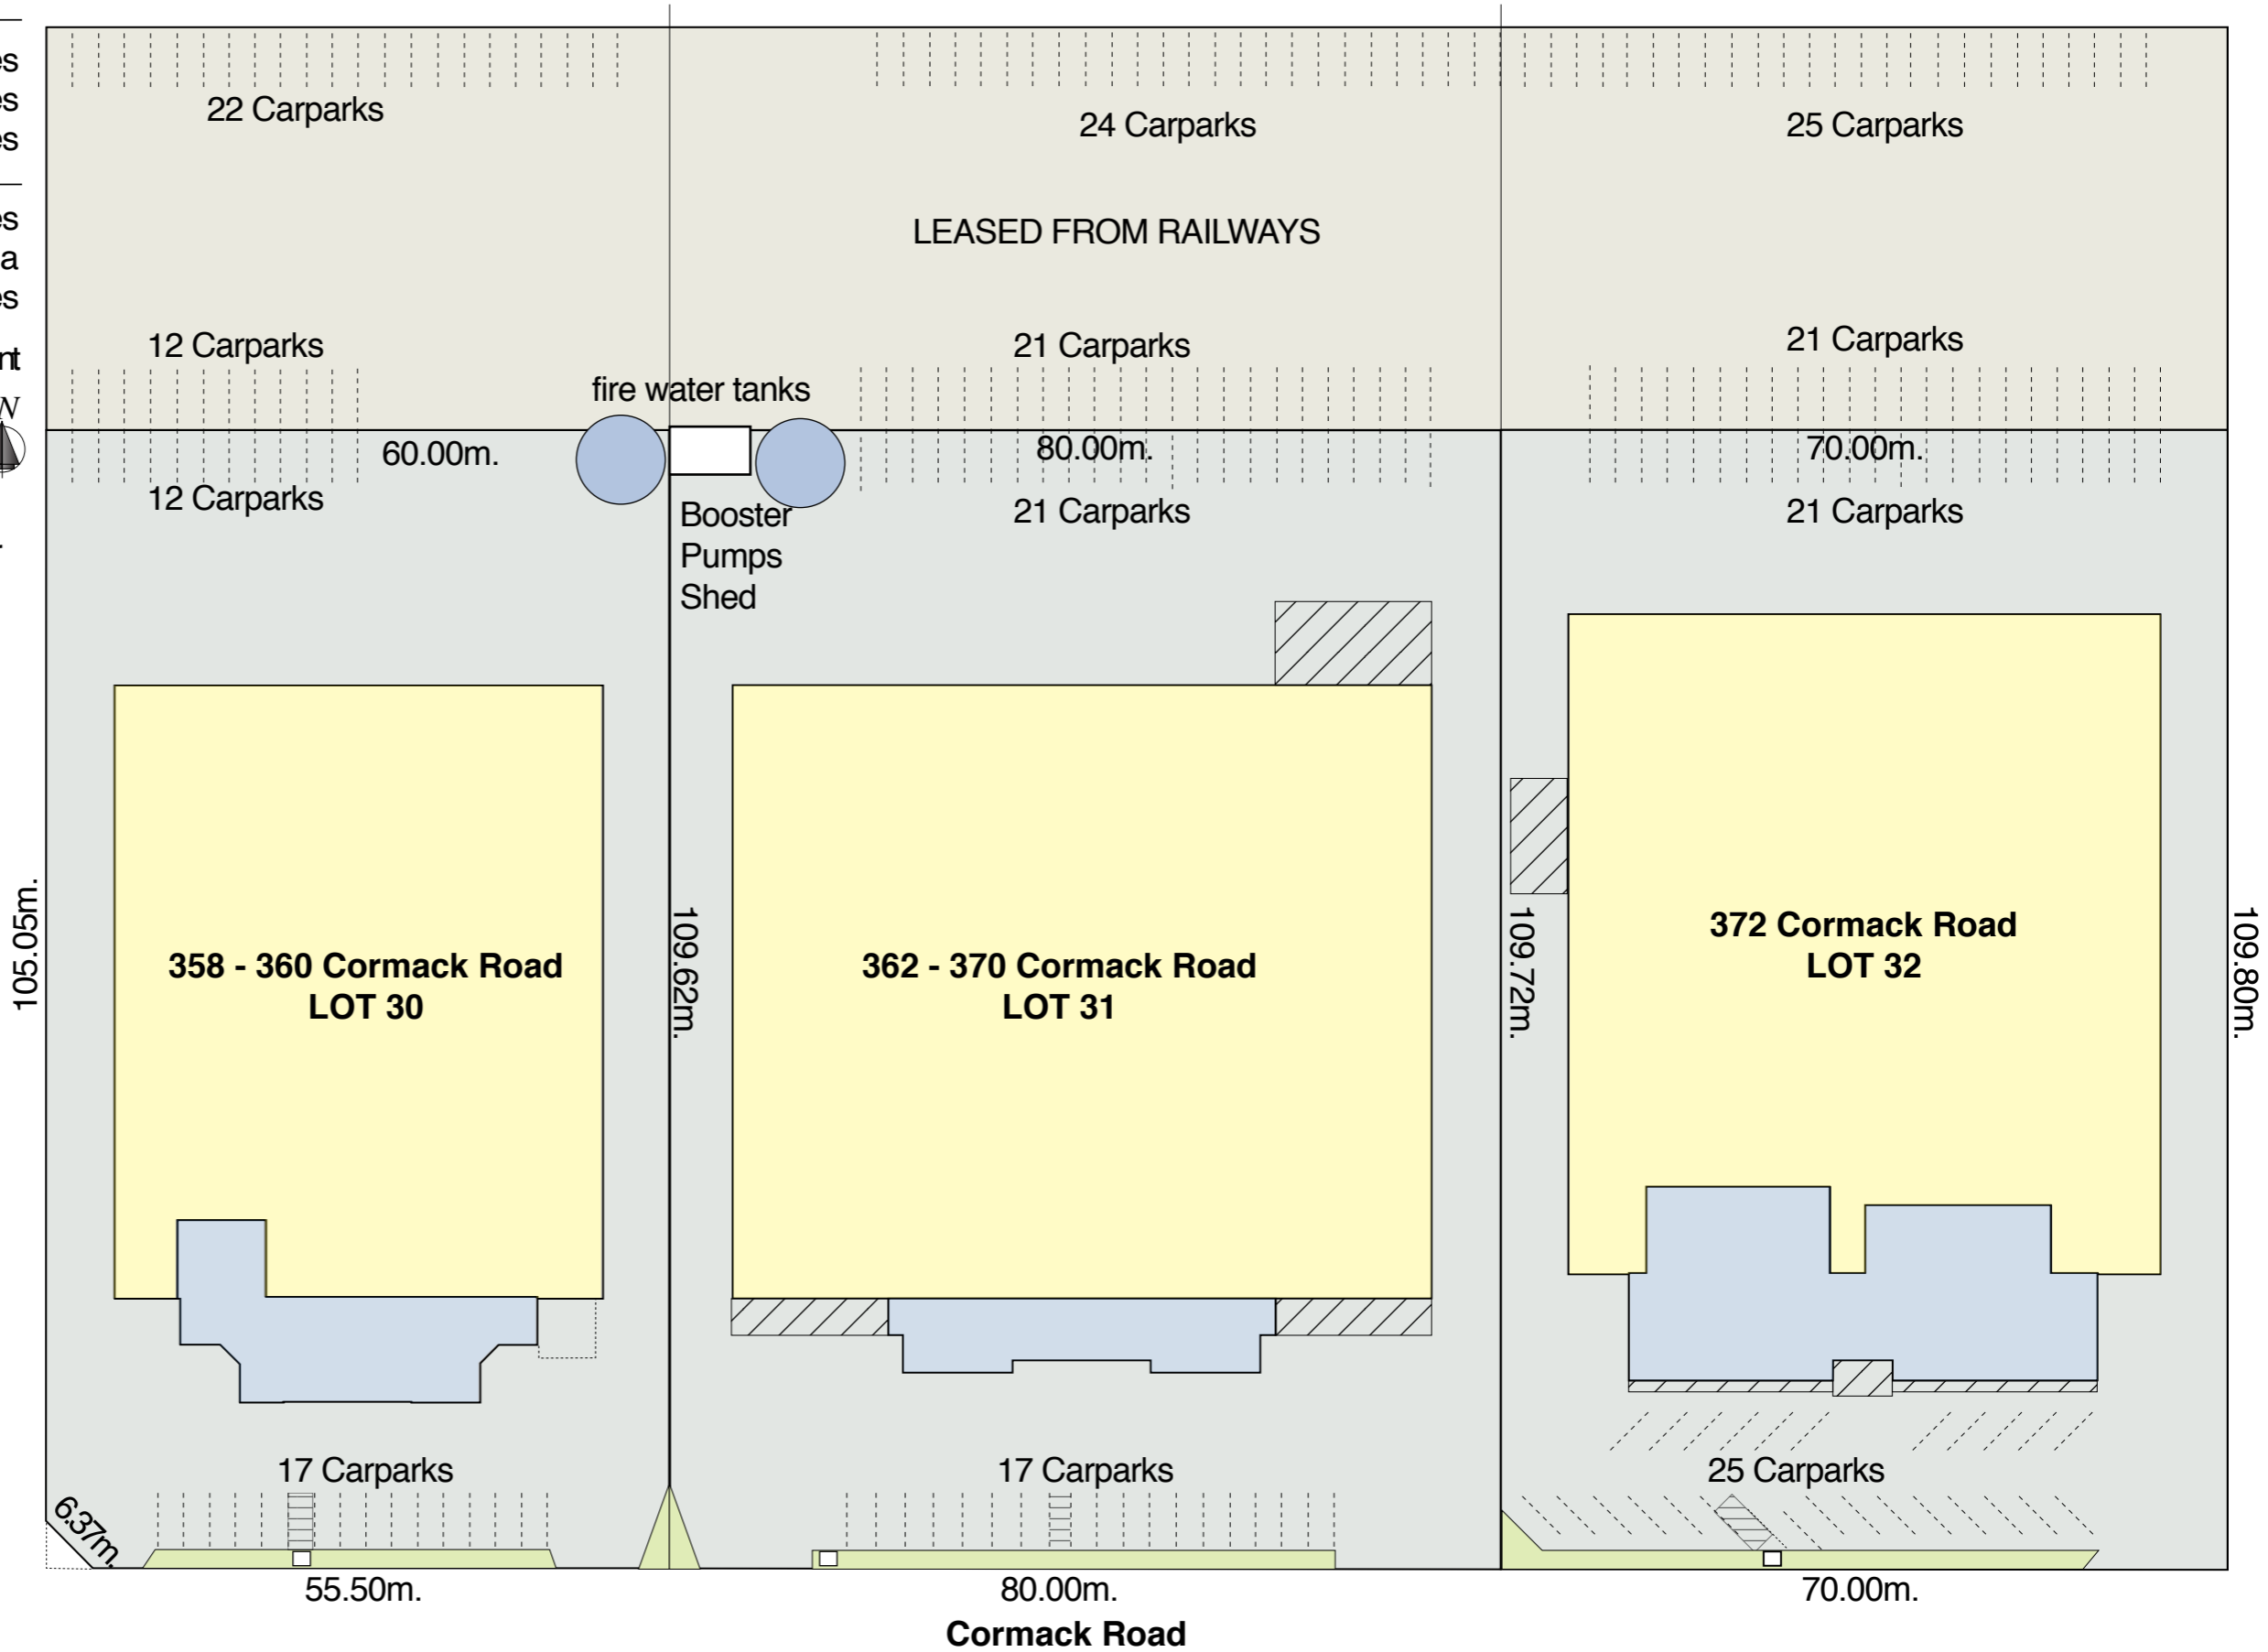 22 Carparks
24 Carparks
25 Carparks
LEASED FROM RAILWAYS
12 Carparks
21 Carparks
21 Carparks
fire water tanks
N
60.00m.
80.00m.
70.00m.
12 Carparks
21 Carparks
21 Carparks
Booster
Pumps
Shed
105.05m.
358 - 360 Cormack Road
LOT 30
109.62m.
362 - 370 Cormack Road
LOT 31
109.72m.
372 Cormack Road
LOT 32
109.80m.
17 Carparks
17 Carparks
25 Carparks
6.37m.
55.50m.
80.00m.
70.00m.
Cormack Road